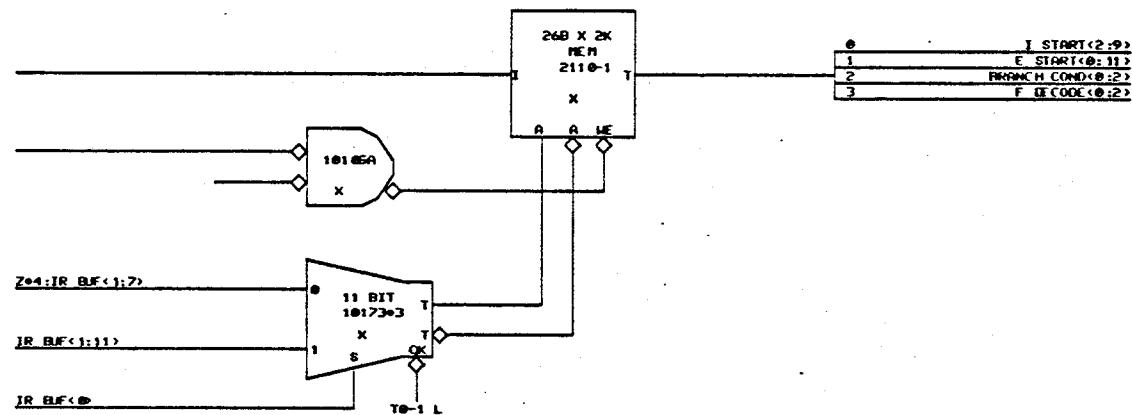 26B X 2K
MEM
2110-1
I
T
X
A
A
WE
0 I START<2:9>
1 E START<0:11>
2 BRANCH COND<0:2>
3 F DECODE<0:2>
10105A
X
Z*4:IR BUF<1:7>
0
11 BIT
10173*3
T
X
T
IR BUF<1:11>
1
S
CK
IR BUF<0>
T0-1 L